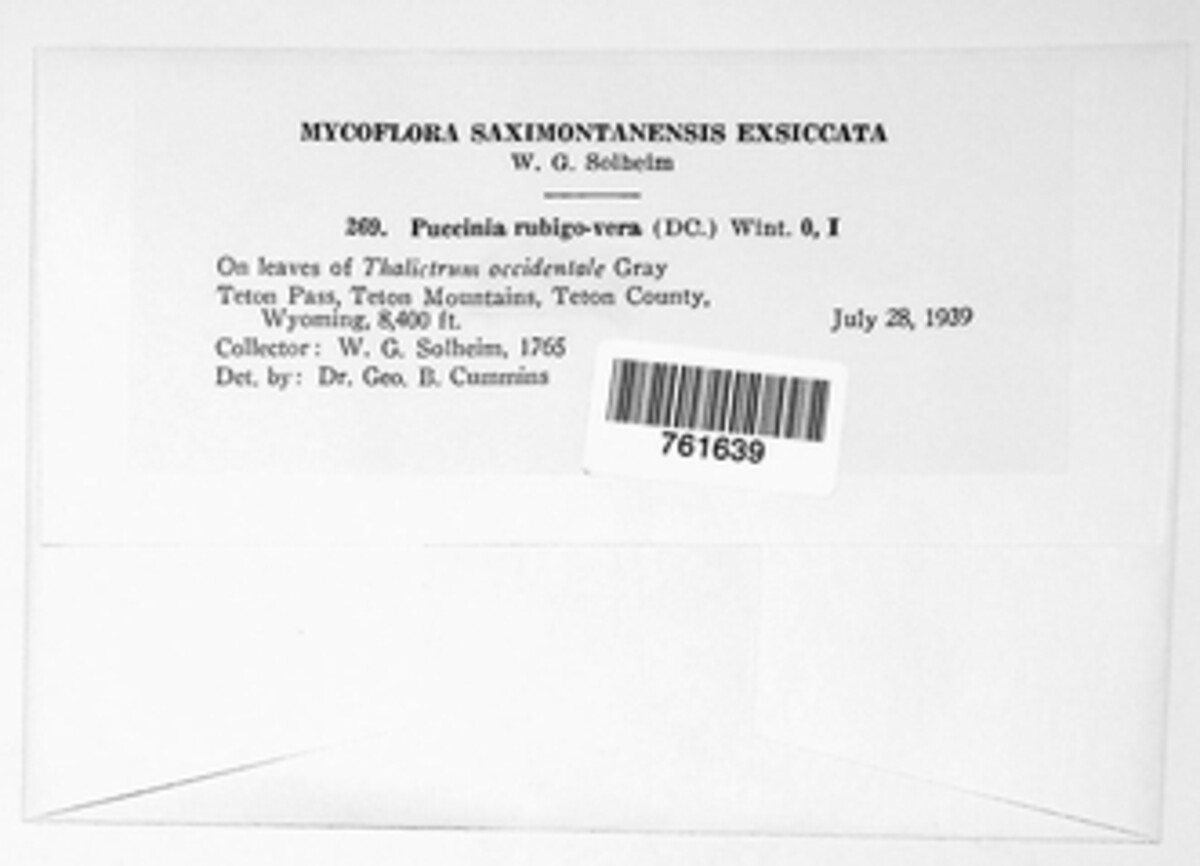 MYCOFLORA SAXIMONTANENSIS EXSICCATA
W. G. Solheim
269. Puccinia rubigo-vera (DC.) Wint. 0, I
On leaves of Thalictrum occidentale Gray
Teton Pass, Teton Mountains, Teton County,
Wyoming, 8,400 ft. July 28, 1939
Collector: W. G. Solheim, 1765
Det. by: Dr. Geo. B. Cummins
761639